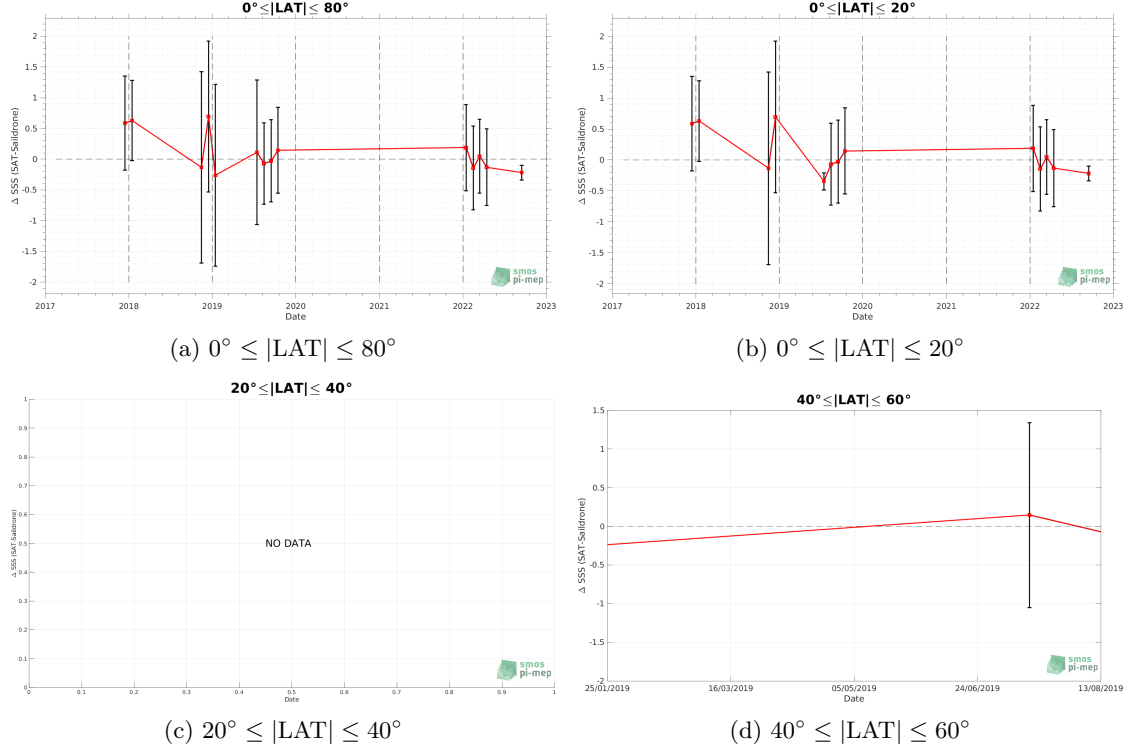 0°≤|LAT|≤ 80°
2
1.5
1
0.5
0
-0.5
-1
-1.5
-2
Δ SSS (SAT-Saildrone)
2017
2018
2019
2020
2021
2022
2023
Date
smos
pi-mep
(a) 0° ≤ |LAT| ≤ 80°
0°≤|LAT|≤ 20°
2
1.5
1
0.5
0
-0.5
-1
-1.5
-2
Δ SSS (SAT-Saildrone)
2017
2018
2019
2020
2021
2022
2023
Date
smos
pi-mep
(b) 0° ≤ |LAT| ≤ 20°
20°≤|LAT|≤ 40°
1
0.9
0.8
0.7
0.6
0.5
0.4
0.3
0.2
0.1
0
Δ SSS (SAT-Saildrone)
NO DATA
0
0.1
0.2
0.3
0.4
0.5
0.6
0.7
0.8
0.9
1
Date
smos
pi-mep
(c) 20° ≤ |LAT| ≤ 40°
40°≤|LAT|≤ 60°
1.5
1
0.5
0
-0.5
-1
-1.5
-2
Δ SSS (SAT-Saildrone)
25/01/2019
16/03/2019
05/05/2019
24/06/2019
13/08/2019
Date
smos
pi-mep
(d) 40° ≤ |LAT| ≤ 60°